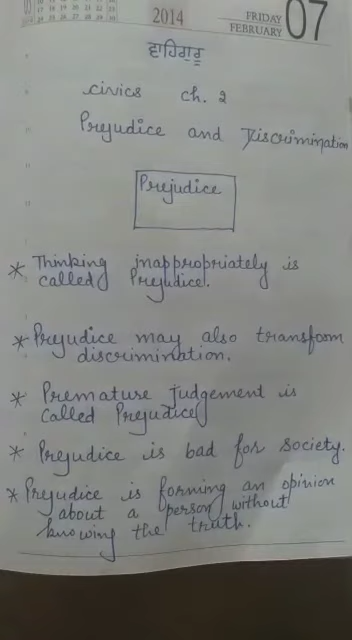 2014
FRIDAY
FEBRUARY
07
ਵਾਹਿਗੁਰੂ
civics ch. 2
Prejudice and Discrimination
Prejudice
* Thinking inappropriately is
called Prejudice.
* Prejudice may also transform
discrimination.
* Premature Judgement is
called Prejudice
* Prejudice is bad for society.
* Prejudice is forming an opinion
about a person without
knowing the truth.